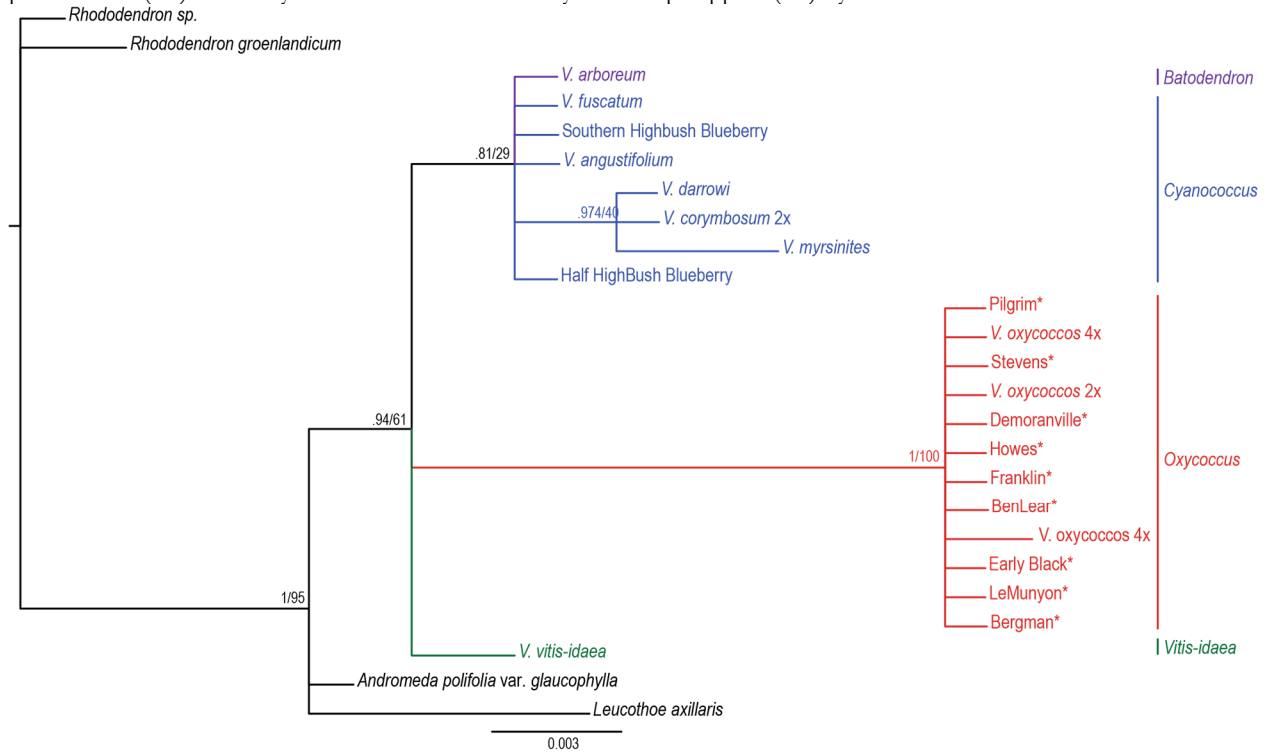 Rhododendron sp.
Rhododendron groenlandicum
V. arboreum
Batodendron
V. fuscatum
Southern Highbush Blueberry
.81/29
V. angustifolium
V. darrowi
Cyanococcus
.974/40
V. corymbosum 2x
V. myrsinites
Half HighBush Blueberry
Pilgrim*
V. oxycoccos 4x
Stevens*
V. oxycoccos 2x
.94/61
Demoranville*
Howes*
1/100
Oxycoccus
Franklin*
BenLear*
V. oxycoccos 4x
Early Black*
1/95
LeMunyon*
Bergman*
V. vitis-idaea
Vitis-idaea
Andromeda polifolia var. glaucophylla
Leucothoe axillaris
0.003